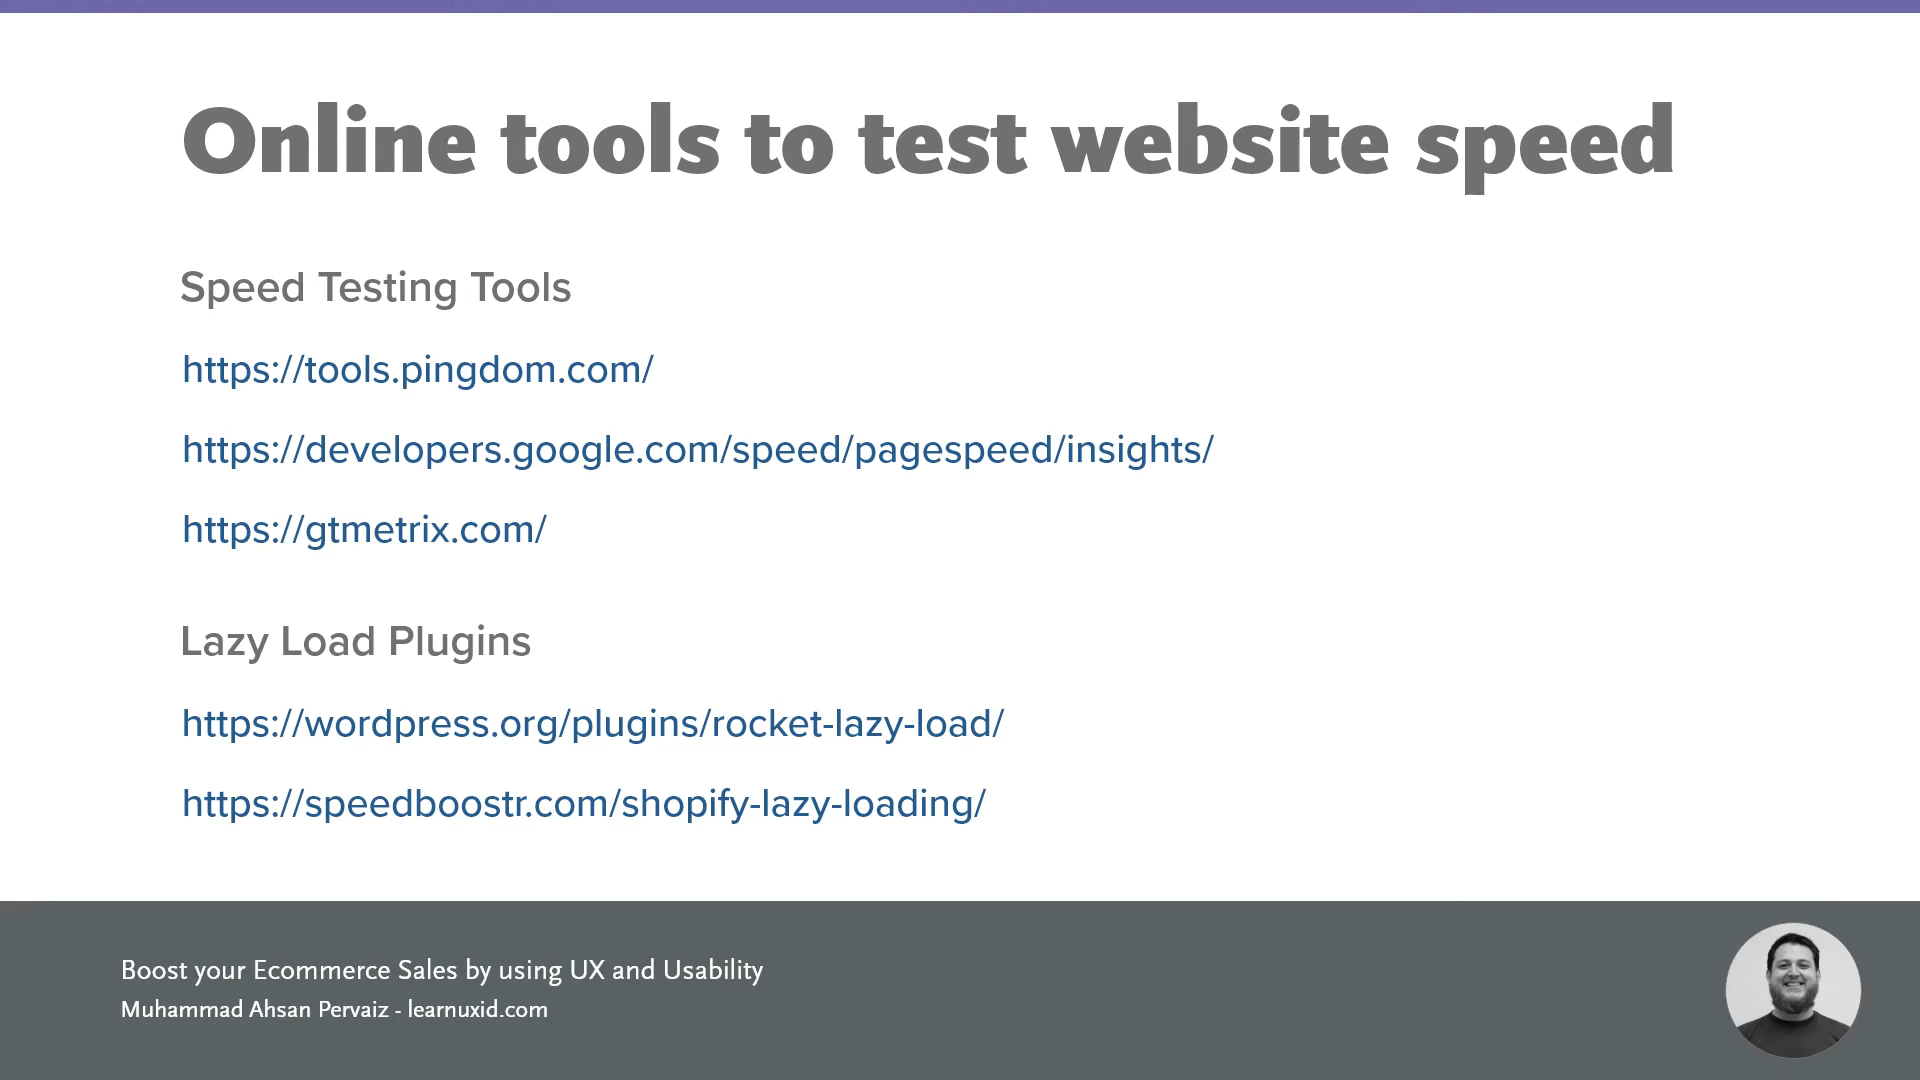 Online tools to test website speed
Speed Testing Tools
https://tools.pingdom.com/
https://developers.google.com/speed/pagespeed/insights/
https://gtmetrix.com/
Lazy Load Plugins
https://wordpress.org/plugins/rocket-lazy-load/
https://speedboostr.com/shopify-lazy-loading/
Boost your Ecommerce Sales by using UX and Usability
Muhammad Ahsan Pervaiz - learnuxid.com